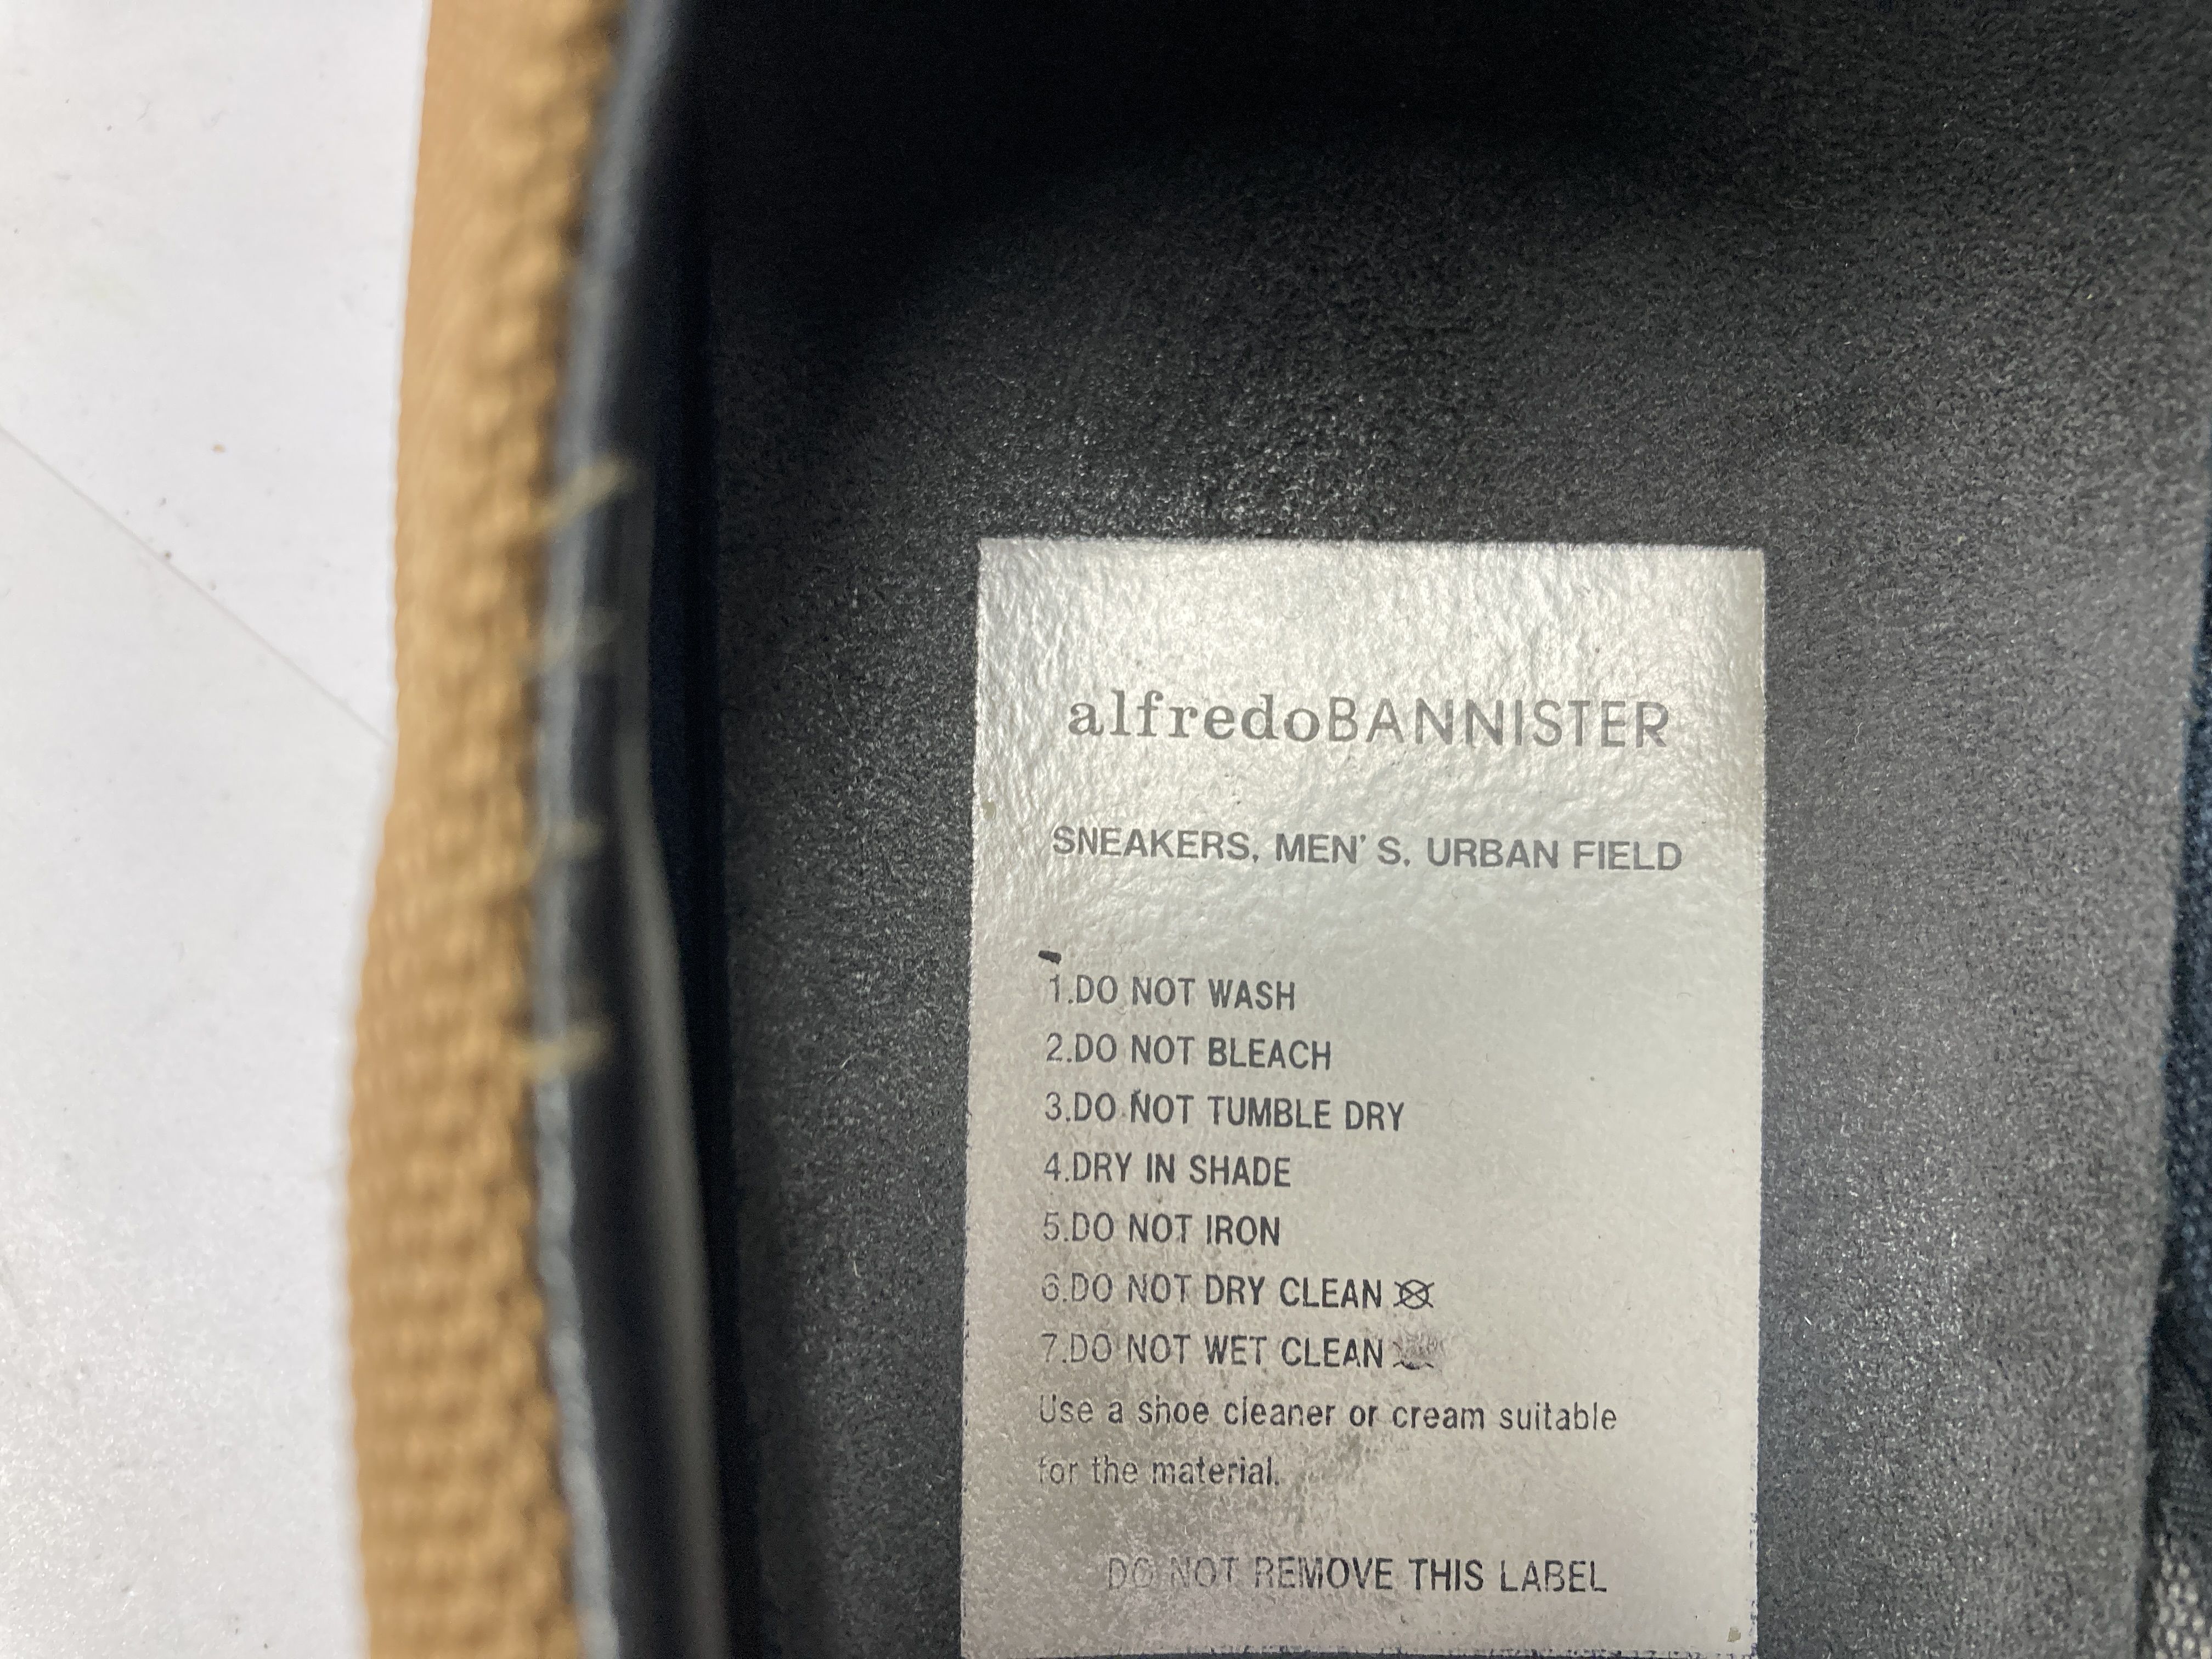 alfredoBANNISTER
SNEAKERS, MEN'S, URBAN FIELD
1.DO NOT WASH
2.DO NOT BLEACH
3.DO NOT TUMBLE DRY
4.DRY IN SHADE
5.DO NOT IRON
6.DO NOT DRY CLEAN
7.DO NOT WET CLEAN
Use a shoe cleaner or cream suitable
for the material.
DO NOT REMOVE THIS LABEL